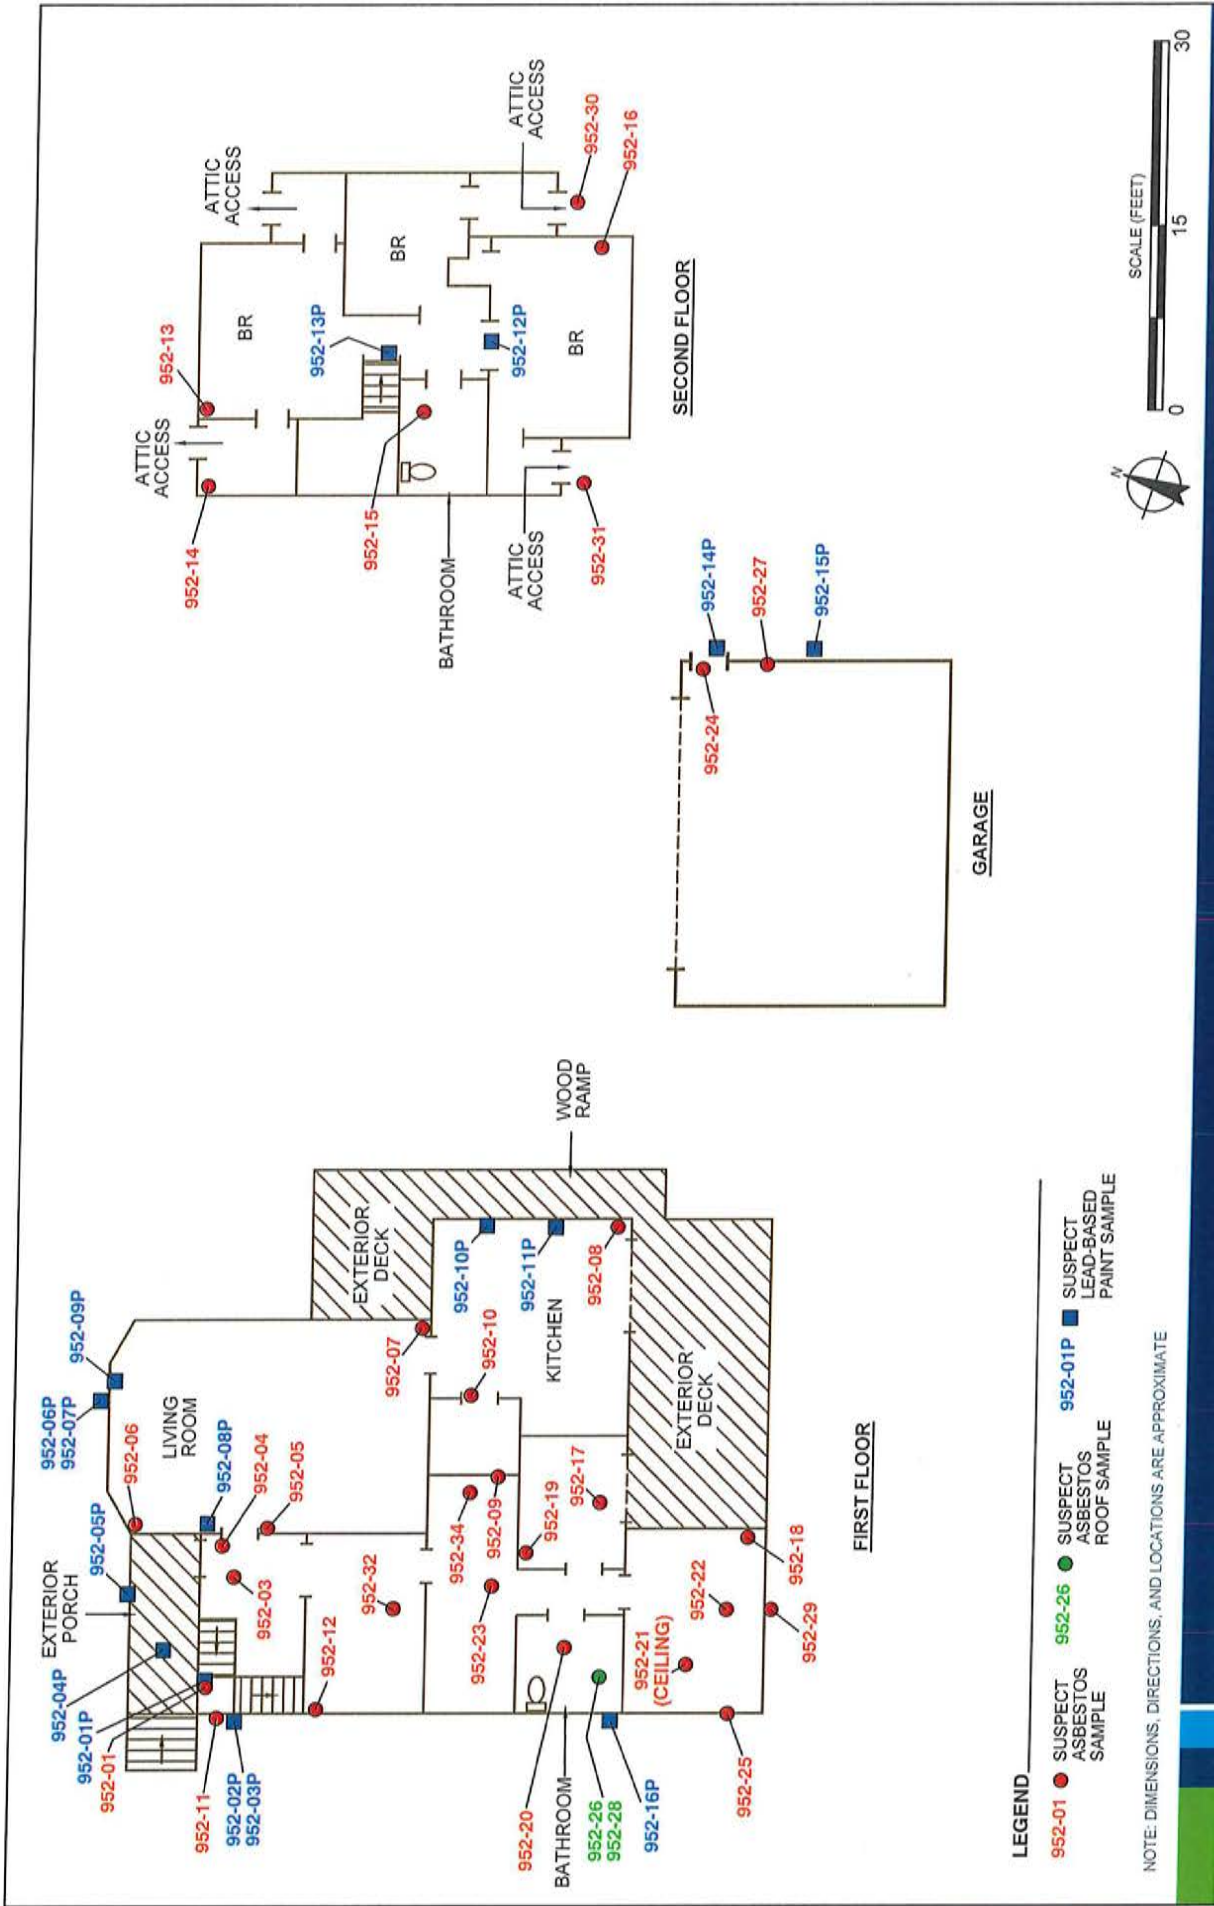 EXTERIOR
PORCH
952-04P
952-01P
952-01
952-11
952-02P
952-03P
952-05P
952-06P
952-07P
952-09P
952-06
LIVING
ROOM
952-08P
952-04
952-05
952-03
952-12
952-32
952-07
EXTERIOR
DECK
952-10P
952-11P
952-10
952-08
KITCHEN
WOOD
RAMP
952-34
952-09
952-19
952-17
952-23
EXTERIOR
DECK
952-20
BATHROOM
952-26
952-28
952-16P
952-21
(CEILING)
952-22
952-18
952-29
952-25
FIRST FLOOR
ATTIC
ACCESS
952-14
952-13
BR
ATTIC
ACCESS
952-13P
BR
952-15
952-12P
BR
BATHROOM
ATTIC
ACCESS
952-31
ATTIC
ACCESS
952-30
952-16
SECOND FLOOR
952-24
952-14P
952-27
952-15P
GARAGE
N
SCALE (FEET)
0 15 30
LEGEND
952-01 SUSPECT
ASBESTOS
SAMPLE
952-26 SUSPECT
ASBESTOS
ROOF SAMPLE
952-01P SUSPECT
LEAD-BASED
PAINT SAMPLE
NOTE: DIMENSIONS, DIRECTIONS, AND LOCATIONS ARE APPROXIMATE